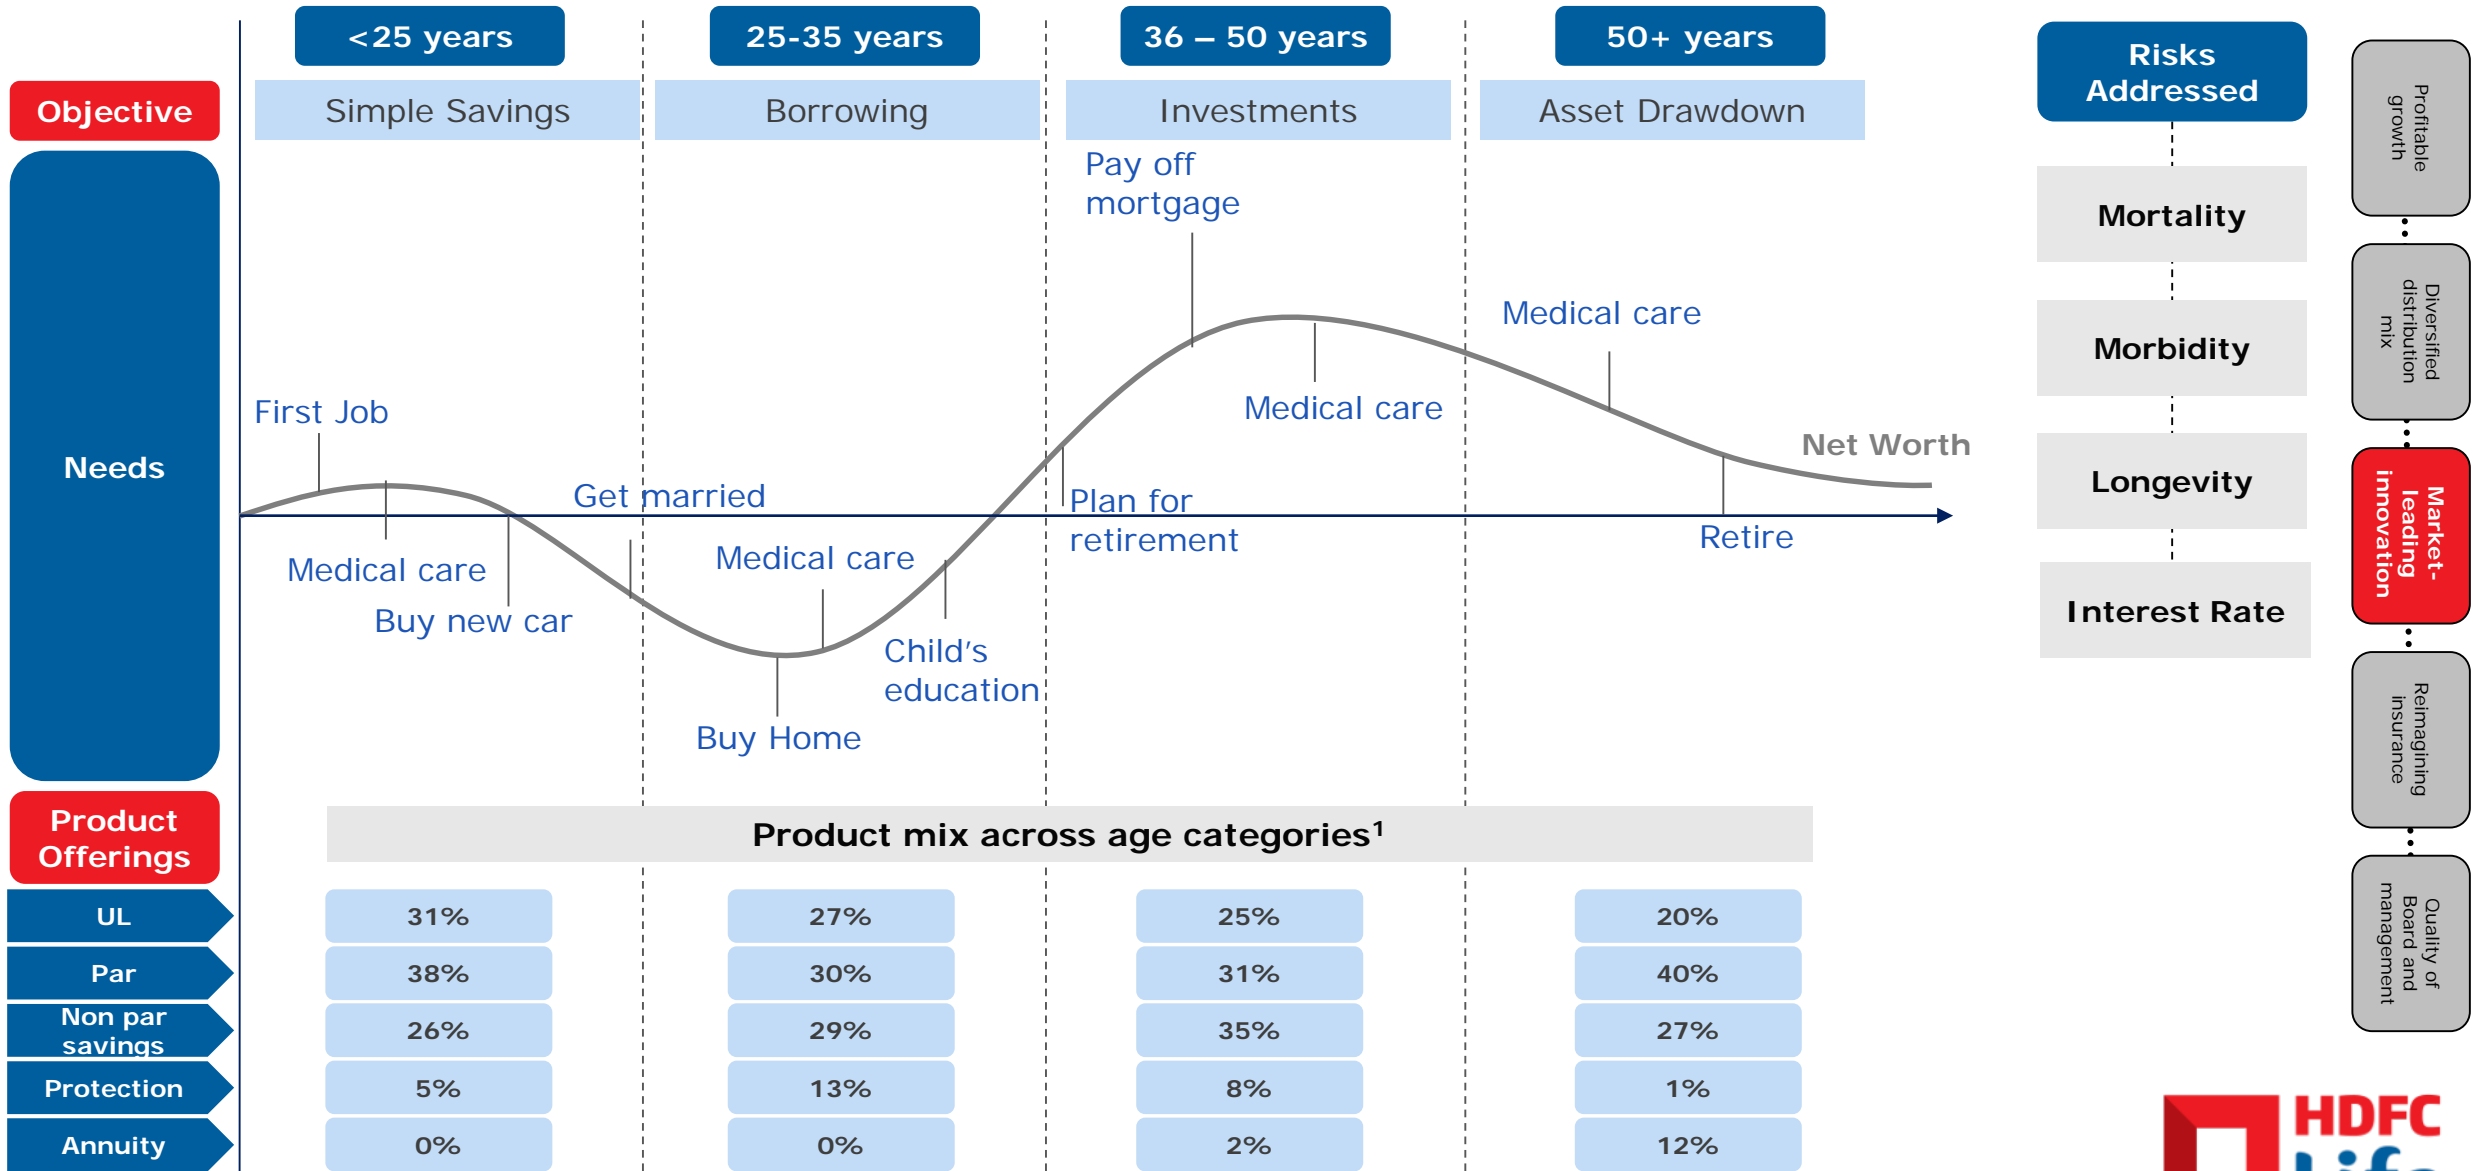 <25 years
25-35 years
36 – 50 years
50+ years
Objective
Simple Savings
Borrowing
Investments
Asset Drawdown
Needs
First Job
Medical care
Buy new car
Get married
Medical care
Buy Home
Child's
education
Pay off
mortgage
Plan for
retirement
Medical care
Medical care
Retire
Net Worth
Product
Offerings
Product mix across age categories¹
UL
31%
27%
25%
20%
Par
38%
30%
31%
40%
Non par
savings
26%
29%
35%
27%
Protection
5%
13%
8%
1%
Annuity
0%
0%
2%
12%
Risks
Addressed
Mortality
Morbidity
Longevity
Interest Rate
Profitable
growth
Diversified
distribution
mix
Market-
leading
innovation
Reimagining
insurance
Quality of
Board and
management
HDFC
Life